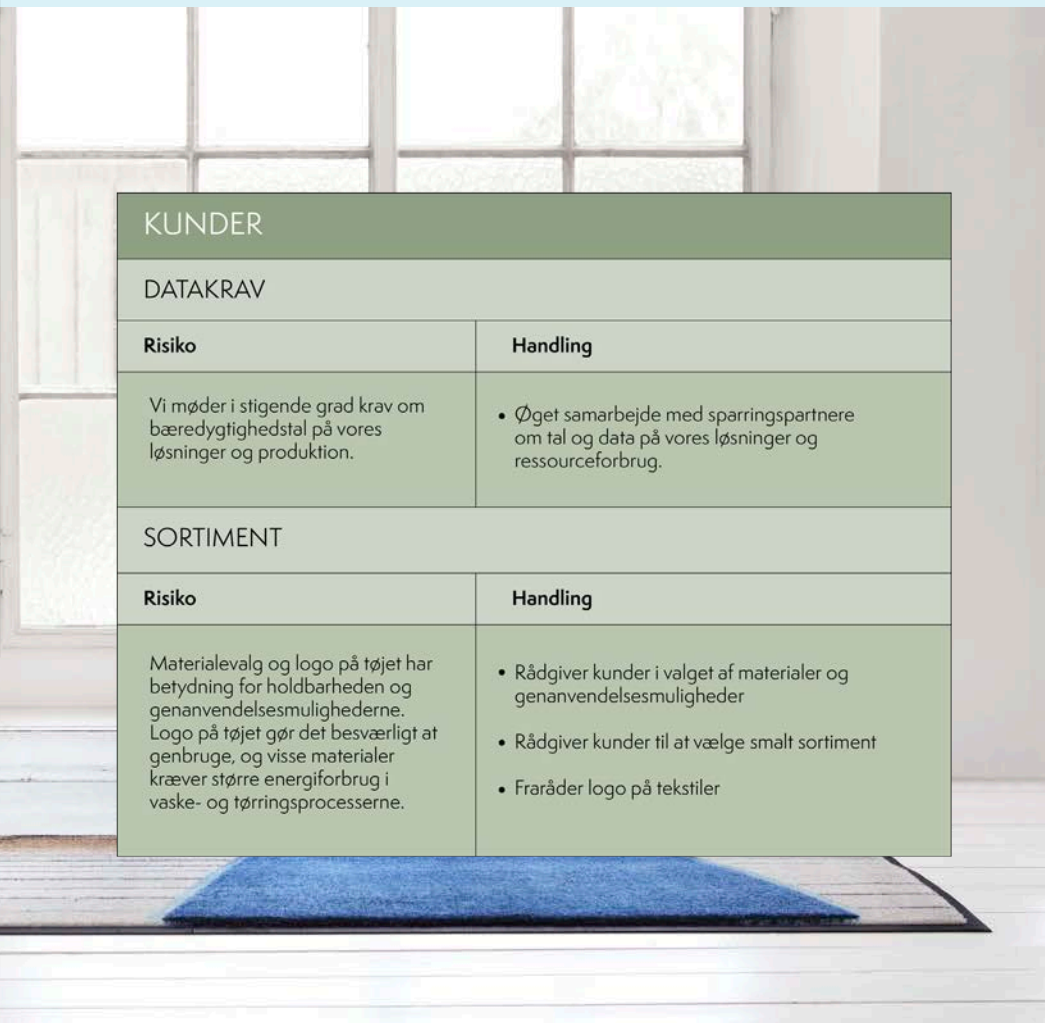 KUNDER
DATAKRAV
Risiko
Handling
Vi møder i stigende grad krav om
bæredygtighedstal på vores
løsninger og produktion.
• Øget samarbejde med sparringspartnere
om tal og data på vores løsninger og
ressourceforbrug.
SORTIMENT
Risiko
Handling
Materialevalg og logo på tøjet har
betydning for holdbarheden og
genanvendelsesmulighederne.
Logo på tøjet gør det besværligt at
genbruge, og visse materialer
kræver større energiforbrug i
vaske- og tørringsprocesserne.
• Rådgiver kunder i valget af materialer og
genanvendelsesmuligheder
• Rådgiver kunder til at vælge smalt sortiment
• Fraråder logo på tekstiler